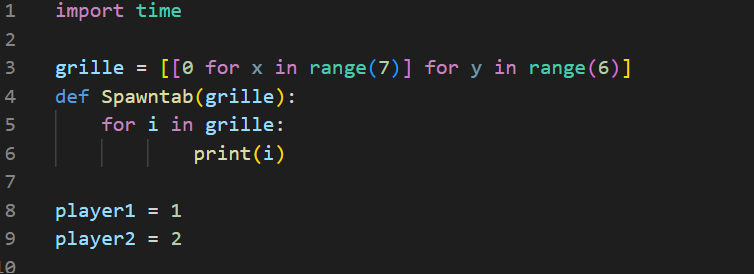 1 import time
2
3 grille = [[0 for x in range(7)] for y in range(6)]
4 def Spawntab(grille):
5     for i in grille:
6             print(i)
7
8 player1 = 1
9 player2 = 2
10